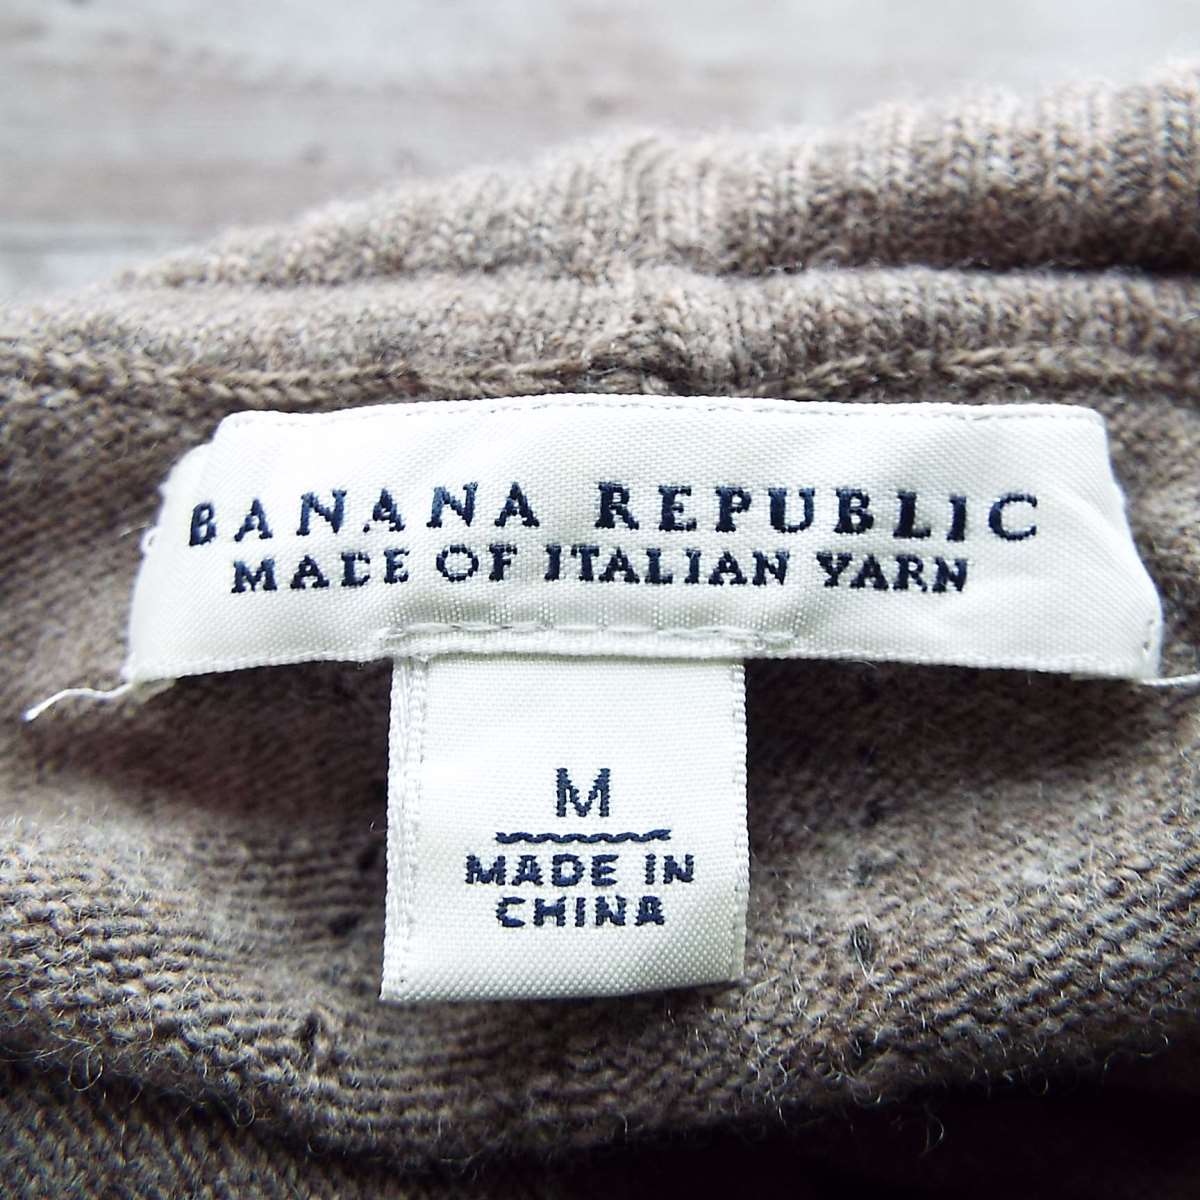 BANANA REPUBLIC
MADE OF ITALIAN YARN
M
MADE IN
CHINA